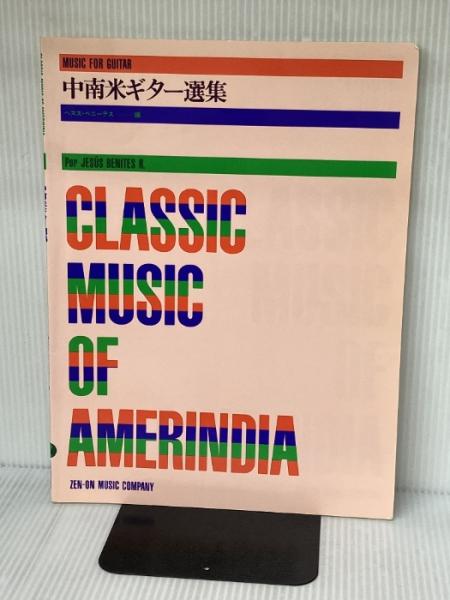 MUSIC FOR GUITAR
中南米ギター選集
ヘスス・ベニーテス 編
Por JESÚS BENITES R.
CLASSIC
MUSIC
OF
AMERINDIA
ZEN-ON MUSIC COMPANY